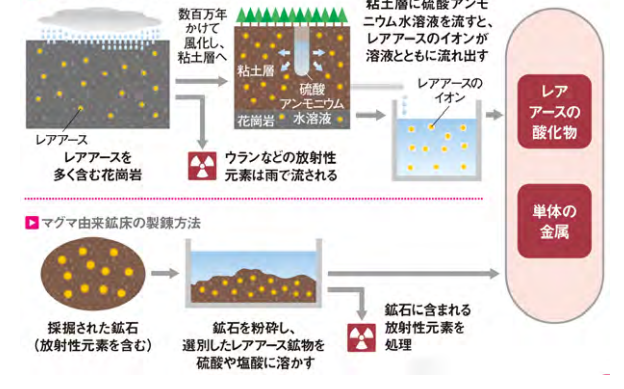 数百万年
かけて
風化し、
粘土層へ
粘土層に硫酸アンモ
ニウム水溶液を流すと、
レアアースのイオンが
溶液とともに流れ出す
粘土層
硫酸
アンモニウム
水溶液
花崗岩
レアアースの
イオン
レアアース
レアアースを
多く含む花崗岩
ウランなどの放射性
元素は雨で流される
レア
アースの
酸化物
単体の
金属
マグマ由来鉱床の製錬方法
採掘された鉱石
(放射性元素を含む)
鉱石を粉砕し、
選別したレアアース鉱物を
硫酸や塩酸に溶かす
鉱石に含まれる
放射性元素を
処理